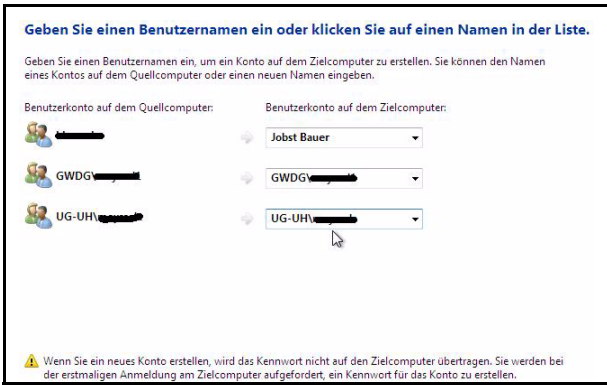 Geben Sie einen Benutzernamen ein oder klicken Sie auf einen Namen in der Liste.
Geben Sie einen Benutzernamen ein, um ein Konto auf dem Zielcomputer zu erstellen. Sie können den Namen
eines Kontos auf dem Quellcomputer oder einen neuen Namen eingeben.
Benutzerkonto auf dem Quellcomputer: Benutzerkonto auf dem Zielcomputer:
Jobst Bauer
GWDG\ GWDG\
UG-UH\ UG-UH\
Wenn Sie ein neues Konto erstellen, wird das Kennwort nicht auf den Zielcomputer übertragen. Sie werden bei
der erstmaligen Anmeldung am Zielcomputer aufgefordert, ein Kennwort für das Konto zu erstellen.